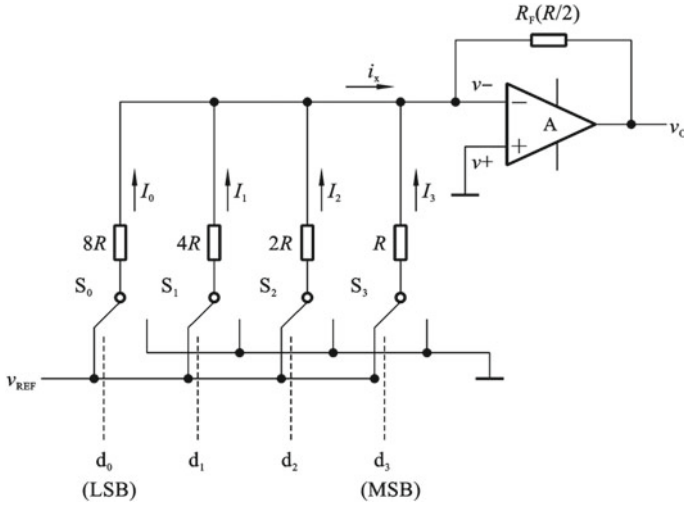 R_F(R/2)
i_x
v−
− A
+
v+
v_O
I_0 I_1 I_2 I_3
8R 4R 2R R
S_0 S_1 S_2 S_3
v_REF
d_0 d_1 d_2 d_3
(LSB) (MSB)